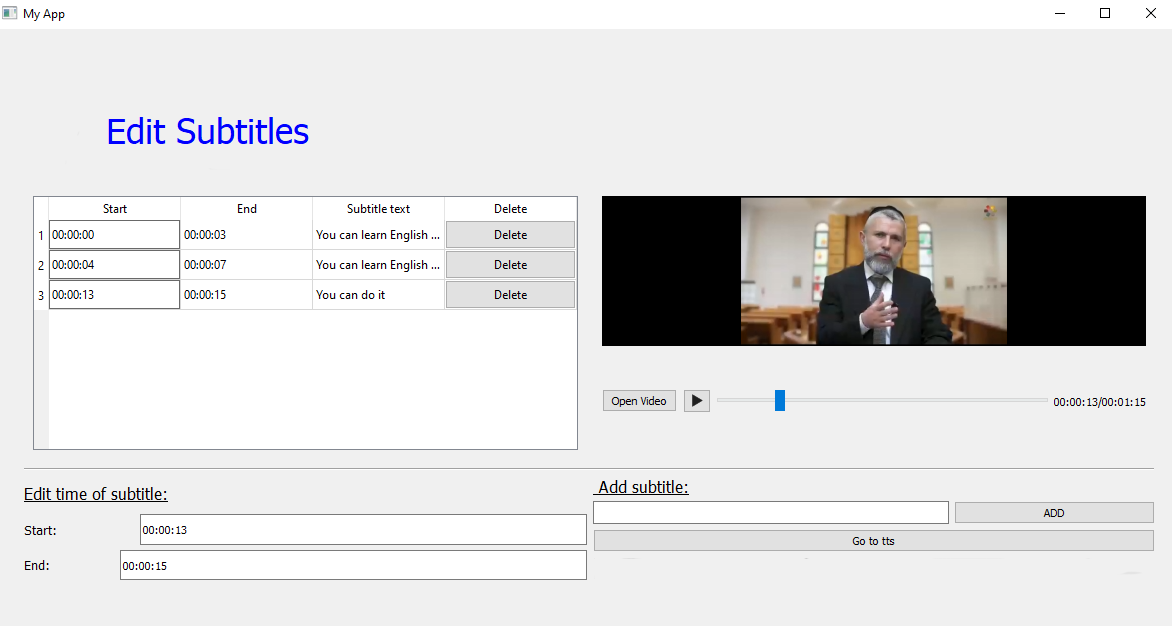 My App
Edit Subtitles
Start End Subtitle text Delete
1 00:00:00 00:00:03 You can learn English ... Delete
2 00:00:04 00:00:07 You can learn English ... Delete
3 00:00:13 00:00:15 You can do it Delete
Open Video 00:00:13/00:01:15
Edit time of subtitle:
Start: 00:00:13
End: 00:00:15
Add subtitle:
ADD
Go to tts